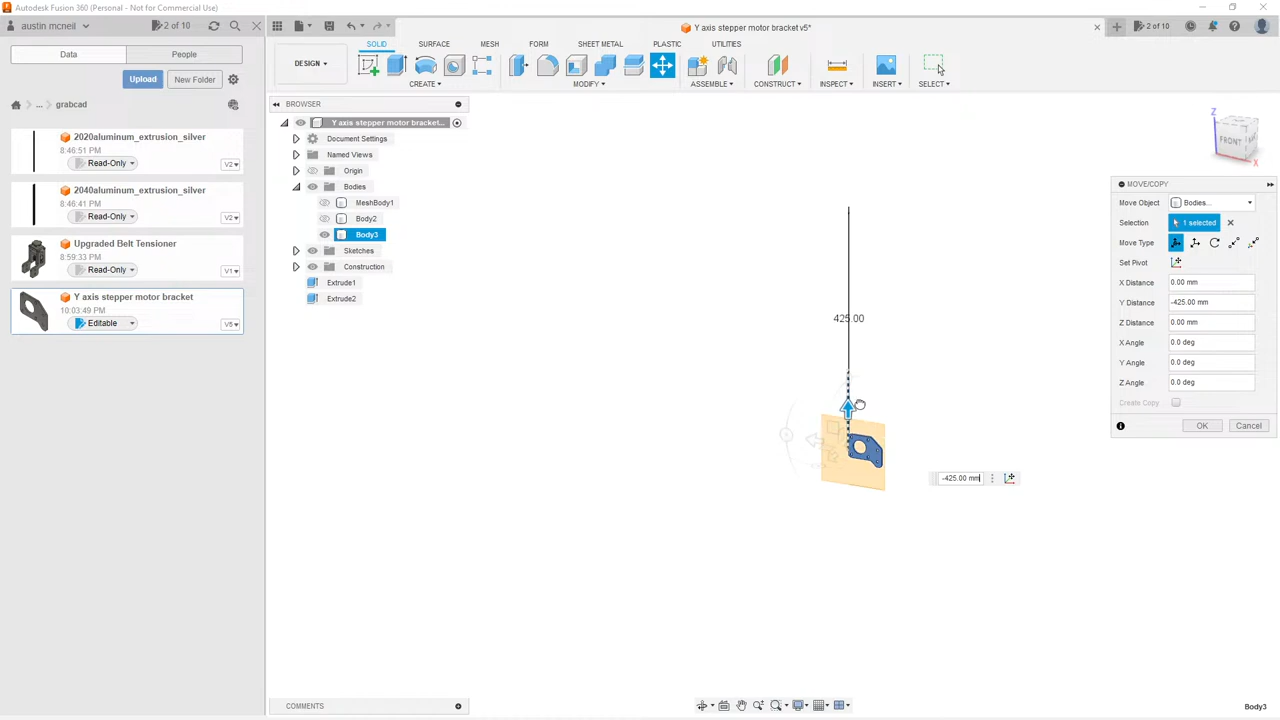 Autodesk Fusion 360 (Personal - Not for Commercial Use)
austin mcneil
2 of 10
Y axis stepper motor bracket v5*
2 of 10
Data
People
SOLID
SURFACE
MESH
FORM
SHEET METAL
PLASTIC
UTILITIES
DESIGN
Upload
New Folder
CREATE
MODIFY
ASSEMBLE
CONSTRUCT
INSPECT
INSERT
SELECT
... grabcad
BROWSER
Y axis stepper motor bracket...
Document Settings
Named Views
Origin
Bodies
MeshBody1
Body2
Body3
Sketches
Construction
Extrude1
Extrude2
2020aluminum_extrusion_silver
8:46:51 PM
Read-Only
V2
2040aluminum_extrusion_silver
8:46:41 PM
Read-Only
V2
Upgraded Belt Tensioner
8:59:33 PM
Read-Only
V1
Y axis stepper motor bracket
10:03:49 PM
Editable
V5
425.00
-425.00 mm
Z
FRONT
X
MOVE/COPY
Move Object
Bodies...
Selection
1 selected
Move Type
Set Pivot
X Distance
0.00 mm
Y Distance
-425.00 mm
Z Distance
0.00 mm
X Angle
0.0 deg
Y Angle
0.0 deg
Z Angle
0.0 deg
Create Copy
OK
Cancel
COMMENTS
Body3